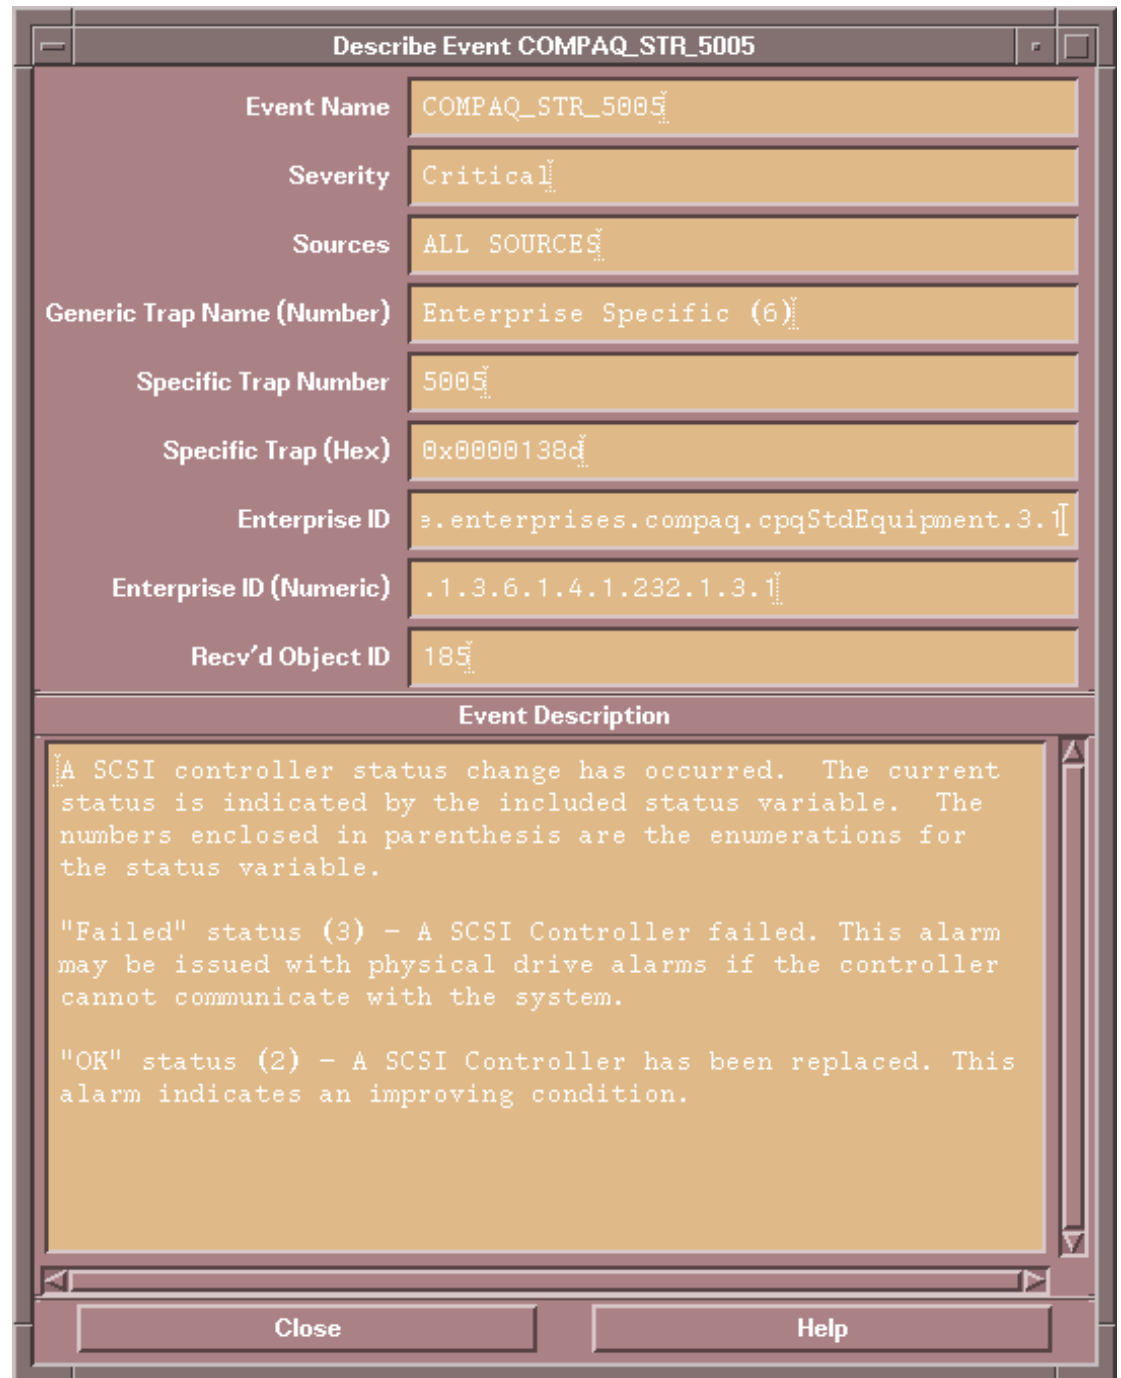 Describe Event COMPAQ_STR_5005
Event Name COMPAQ_STR_5005
Severity Critical
Sources ALL SOURCES
Generic Trap Name (Number) Enterprise Specific (6)
Specific Trap Number 5005
Specific Trap (Hex) 0x0000138d
Enterprise ID e.enterprises.compaq.cpqStdEquipment.3.1
Enterprise ID (Numeric) .1.3.6.1.4.1.232.1.3.1
Recv'd Object ID 185
Event Description
A SCSI controller status change has occurred.  The current
status is indicated by the included status variable.  The
numbers enclosed in parenthesis are the enumerations for
the status variable.
"Failed" status (3) - A SCSI Controller failed. This alarm
may be issued with physical drive alarms if the controller
cannot communicate with the system.
"OK" status (2) - A SCSI Controller has been replaced. This
alarm indicates an improving condition.
Close Help